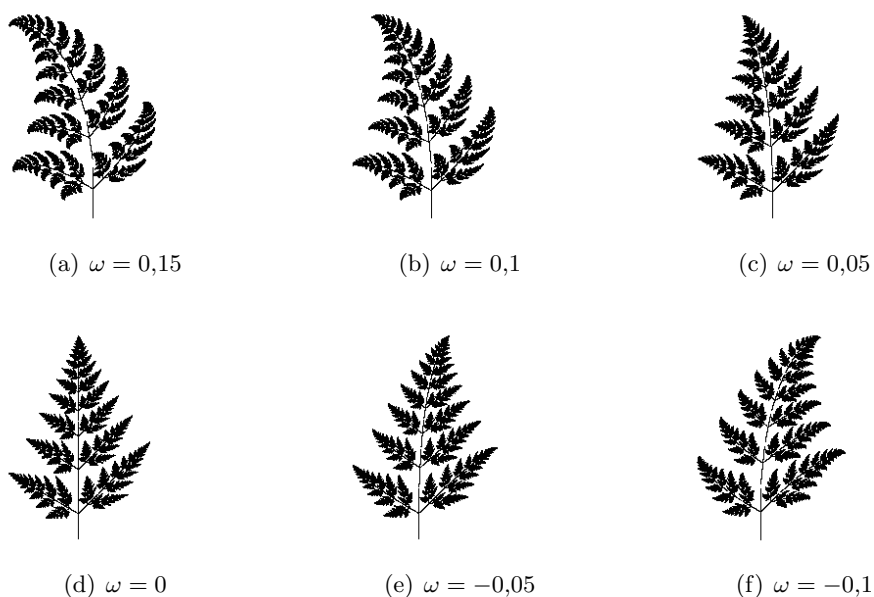 (a) ω = 0,15
(b) ω = 0,1
(c) ω = 0,05
(d) ω = 0
(e) ω = −0,05
(f) ω = −0,1